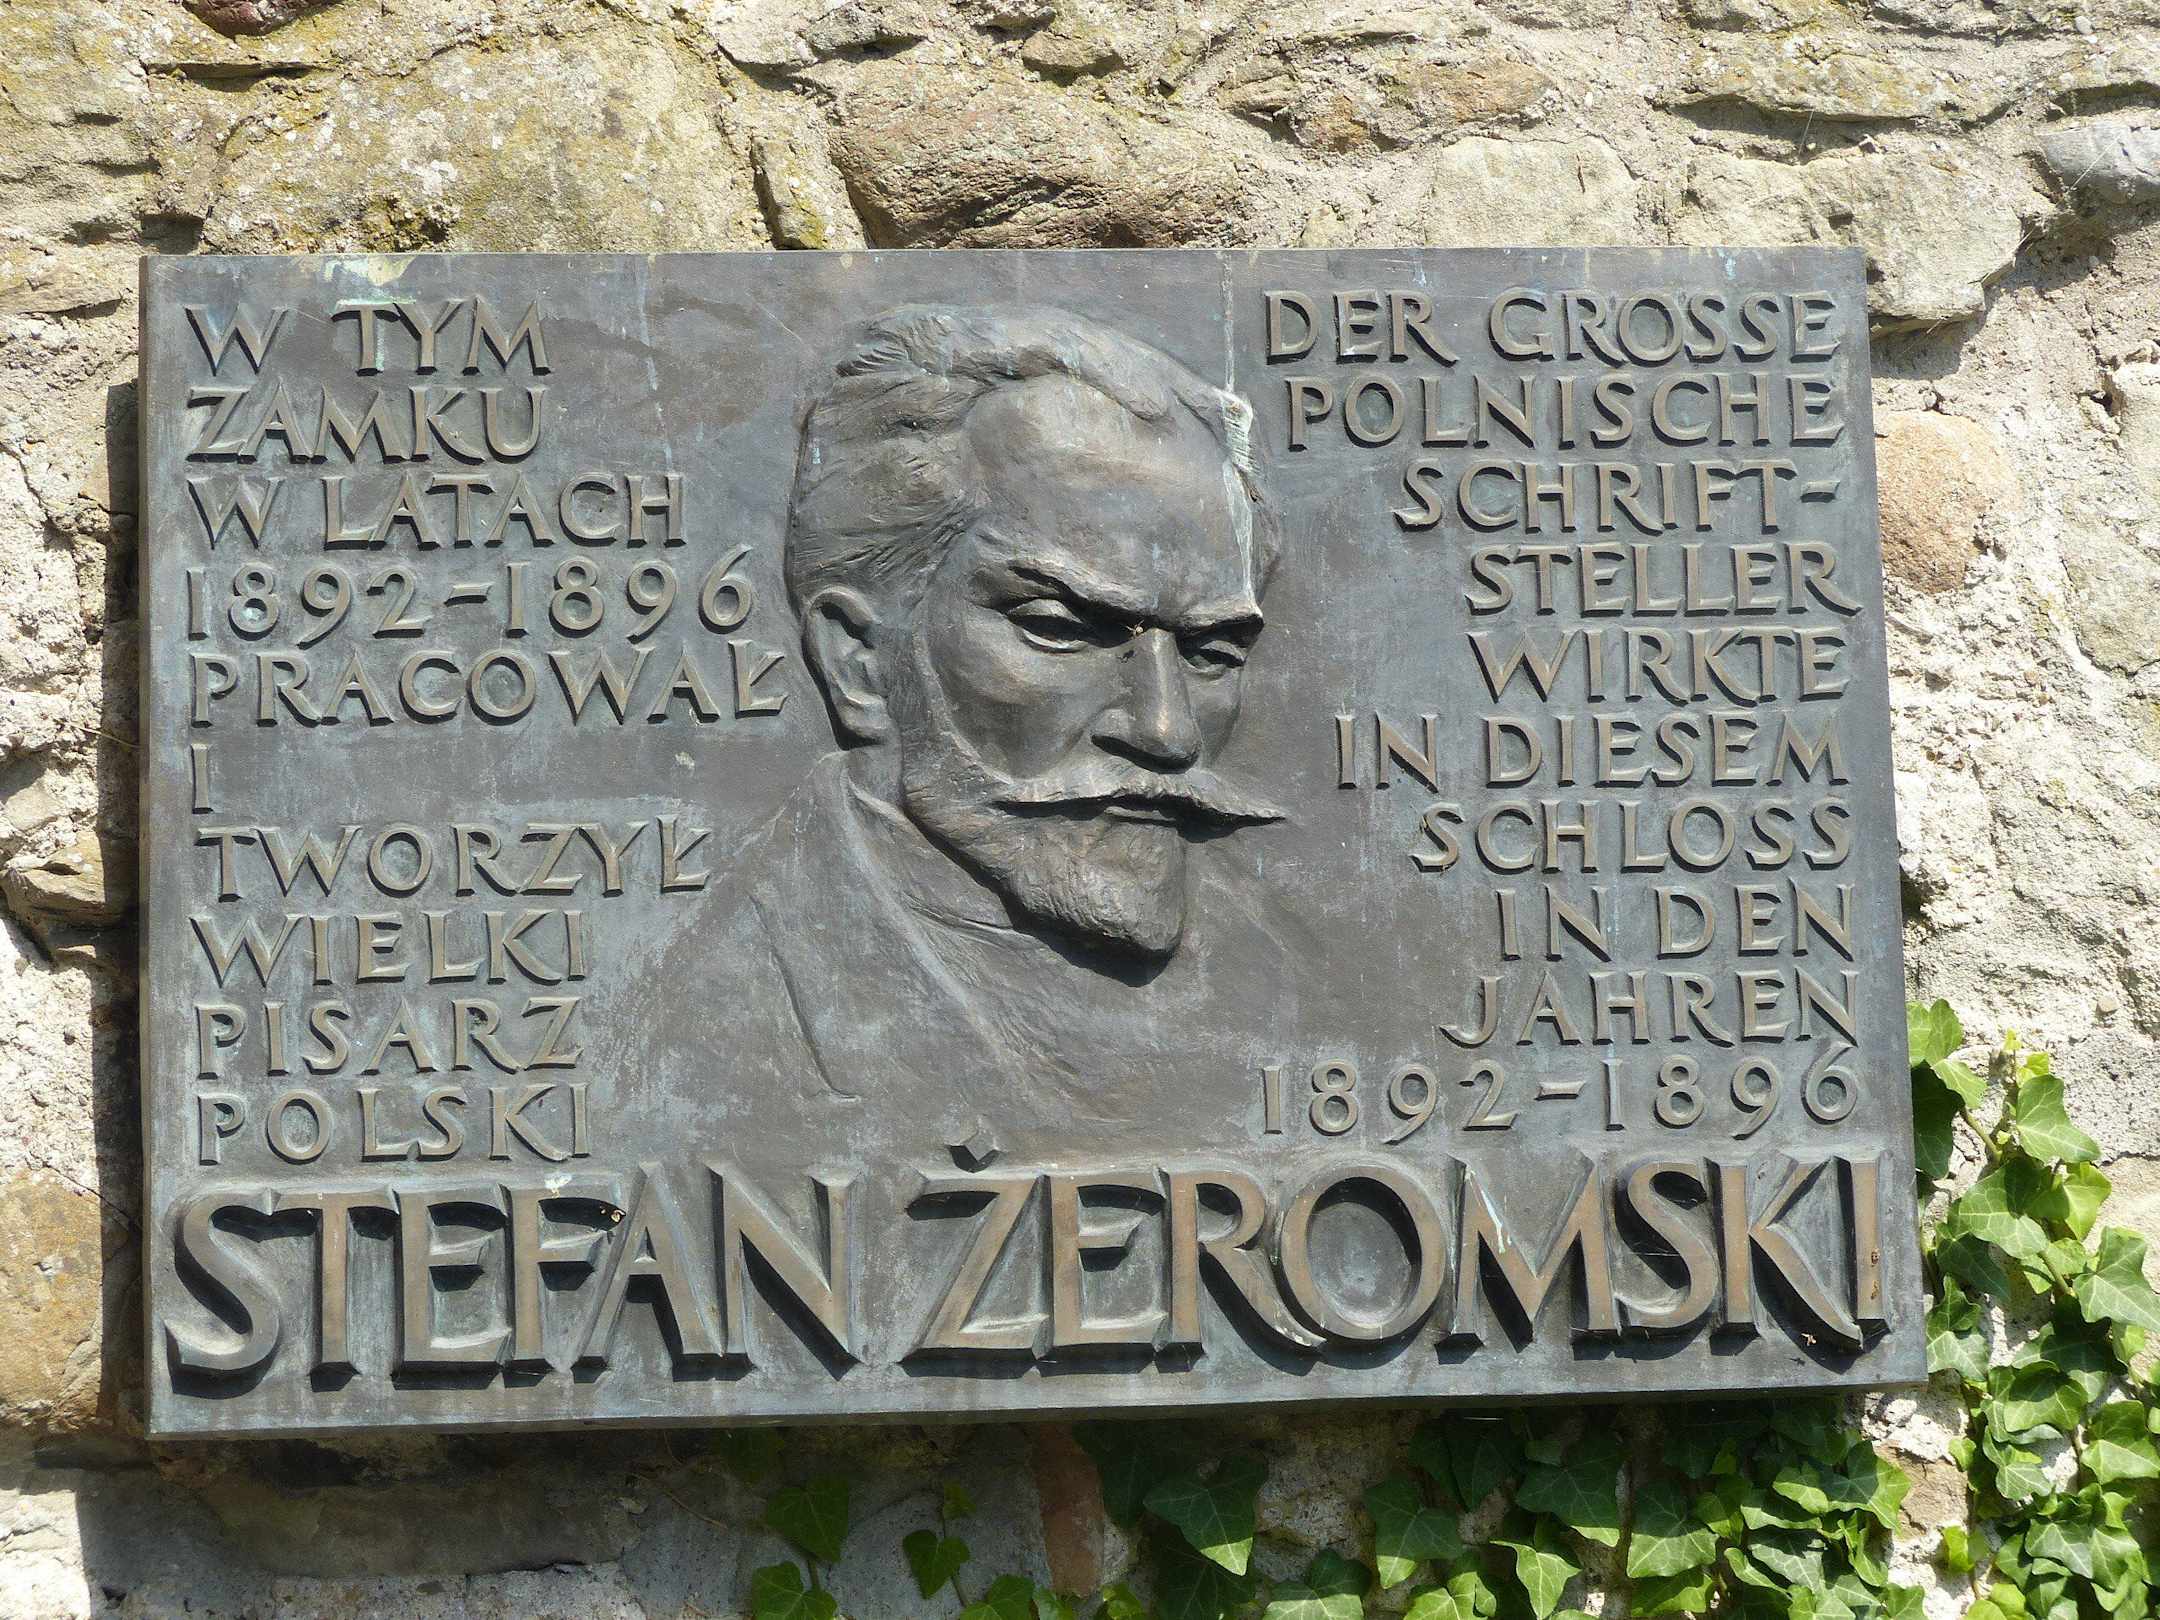 W TYM
ZAMKU
W LATACH
1892-1896
PRACOWAŁ
I
TWORZYŁ
WIELKI
PISARZ
POLSKI
DER GROSSE
POLNISCHE
SCHRIFT-
STELLER
WIRKTE
IN DIESEM
SCHLOSS
IN DEN
JAHREN
1892-1896
STEFAN ŻEROMSKI